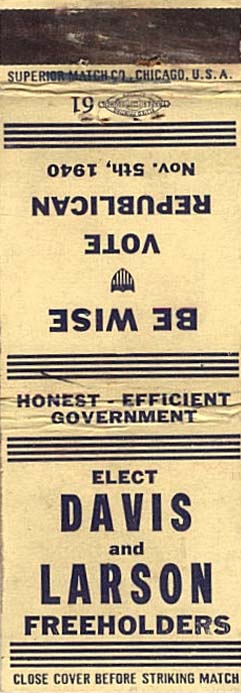 SUPERIOR MATCH CO., CHICAGO, U.S.A.
61
BE WISE
VOTE
REPUBLICAN
Nov. 5th, 1940
HONEST - EFFICIENT
GOVERNMENT
ELECT
DAVIS
and
LARSON
FREEHOLDERS
CLOSE COVER BEFORE STRIKING MATCH